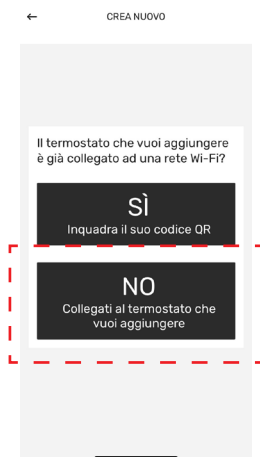 CREA NUOVO
Il termostato che vuoi aggiungere
è già collegato ad una rete Wi-Fi?
SÌ
Inquadra il suo codice QR
NO
Collegati al termostato che
vuoi aggiungere